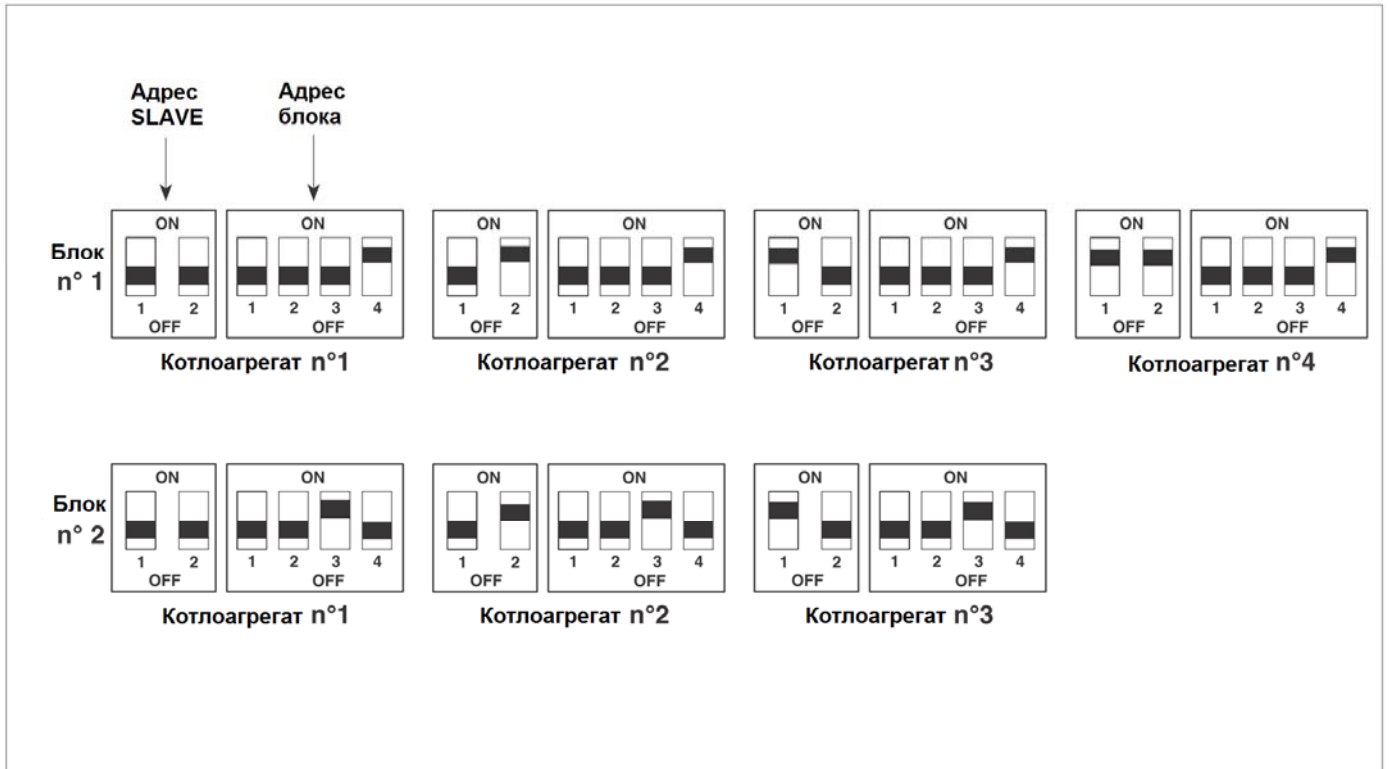 Адрес
SLAVE
Адрес
блока
Блок
n° 1
ON
1 2
OFF
ON
1 2 3 4
OFF
Котлоагрегат n°1
ON
1 2
OFF
ON
1 2 3 4
OFF
Котлоагрегат n°2
ON
1 2
OFF
ON
1 2 3 4
OFF
Котлоагрегат n°3
ON
1 2
OFF
ON
1 2 3 4
OFF
Котлоагрегат n°4
Блок
n° 2
ON
1 2
OFF
ON
1 2 3 4
OFF
Котлоагрегат n°1
ON
1 2
OFF
ON
1 2 3 4
OFF
Котлоагрегат n°2
ON
1 2
OFF
ON
1 2 3 4
OFF
Котлоагрегат n°3